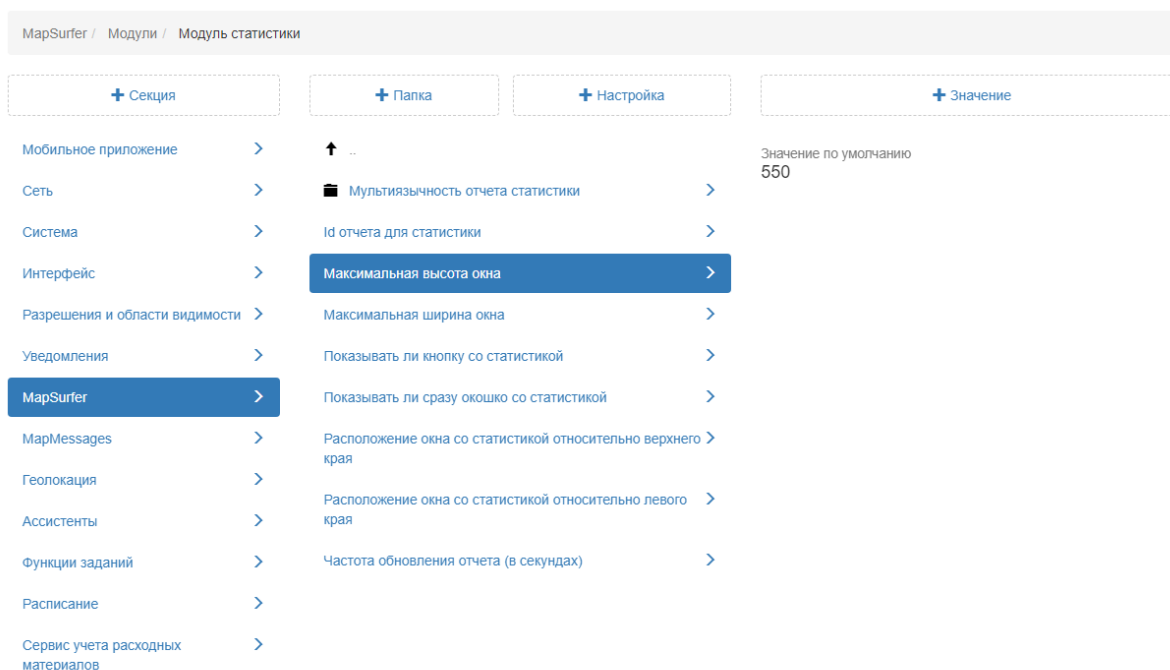 MapSurfer / Модули / Модуль статистики
+ Секция
+ Папка
+ Настройка
+ Значение
Мобильное приложение
Сеть
Система
Интерфейс
Разрешения и области видимости
Уведомления
MapSurfer
MapMessages
Геолокация
Ассистенты
Функции заданий
Расписание
Сервис учета расходных
материалов
..
Мультиязычность отчета статистики
Id отчета для статистики
Максимальная высота окна
Максимальная ширина окна
Показывать ли кнопку со статистикой
Показывать ли сразу окошко со статистикой
Расположение окна со статистикой относительно верхнего
края
Расположение окна со статистикой относительно левого
края
Частота обновления отчета (в секундах)
Значение по умолчанию
550